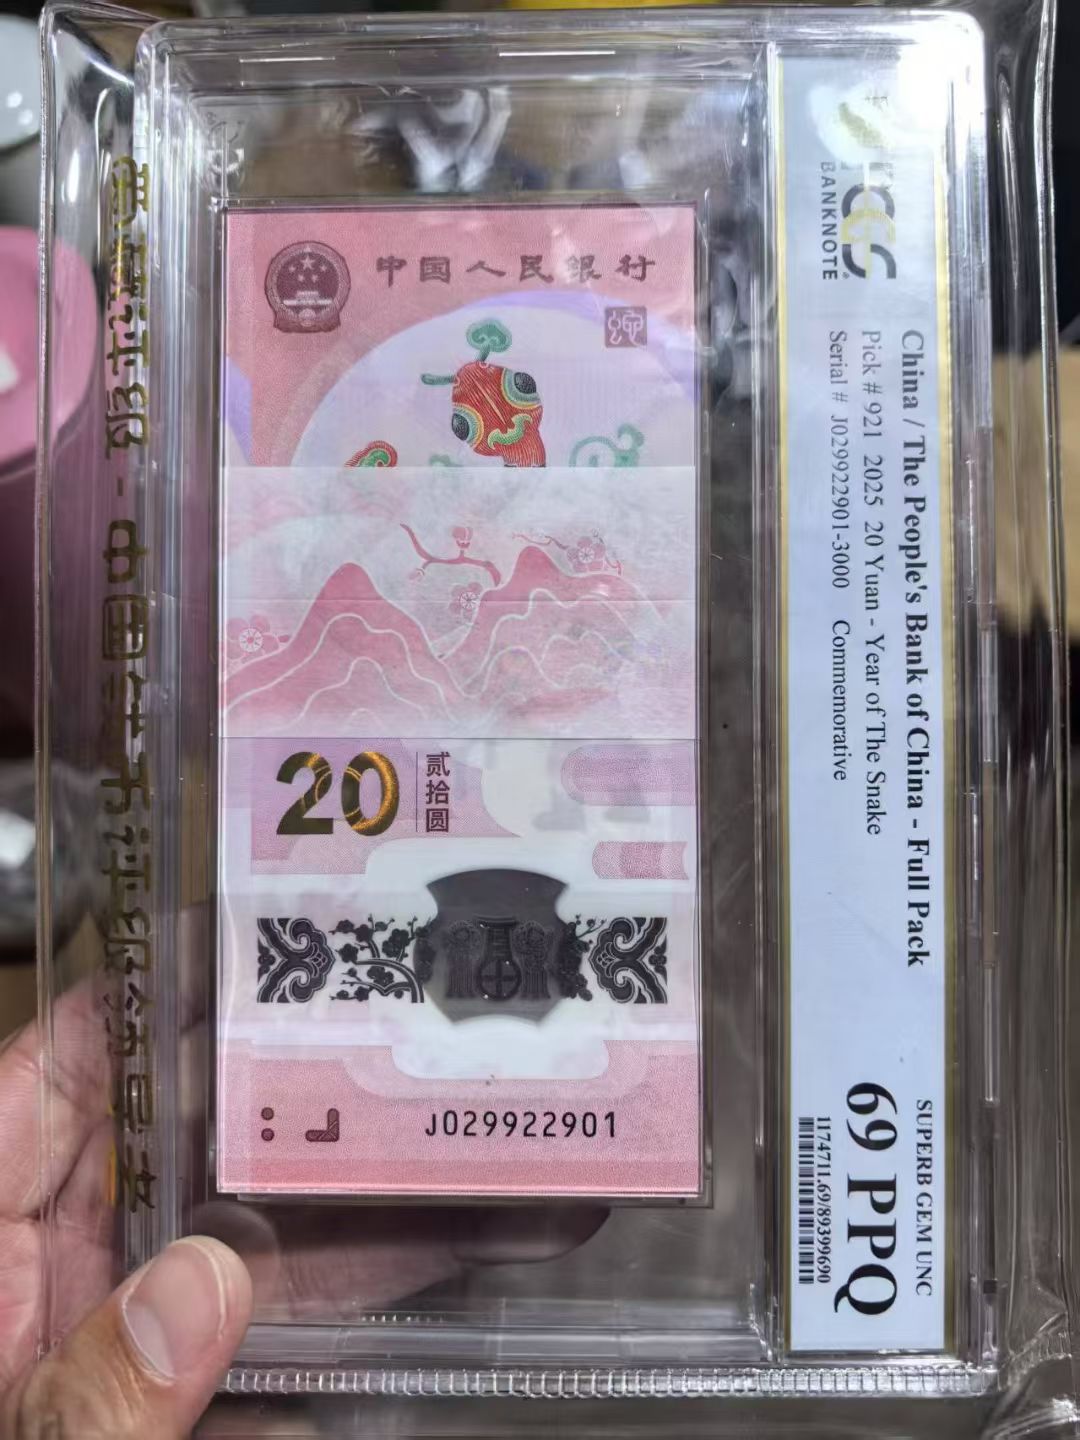 中国人民银行
20
贰拾圆
J029922901
PCGS
BANKNOTE
China / The People's Bank of China - Full Pack
Pick # 921 2025 20 Yuan - Year of The Snake
Serial # J029922901-3000 Commemorative
SUPERB GEM UNC
69 PPQ
1174711.69/89399690